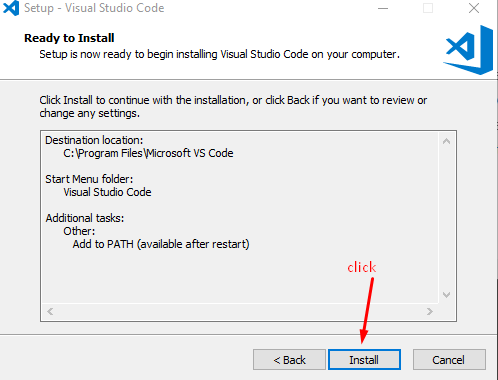 Setup - Visual Studio Code
Ready to Install
Setup is now ready to begin installing Visual Studio Code on your computer.
Click Install to continue with the installation, or click Back if you want to review or
change any settings.
Destination location:
C:\Program Files\Microsoft VS Code
Start Menu folder:
Visual Studio Code
Additional tasks:
Other:
Add to PATH (available after restart)
click
< Back
Install
Cancel